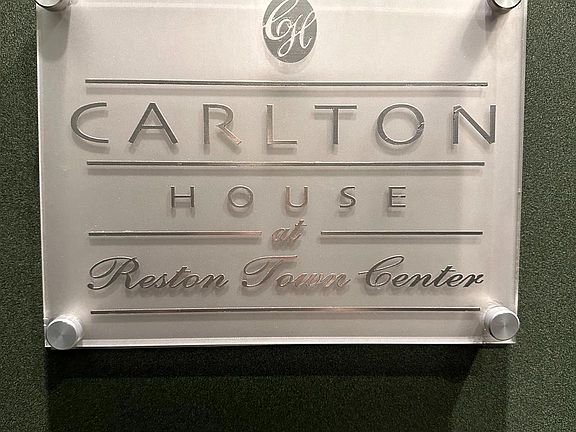 CH
CARLTON
HOUSE
at
Reston Town Center